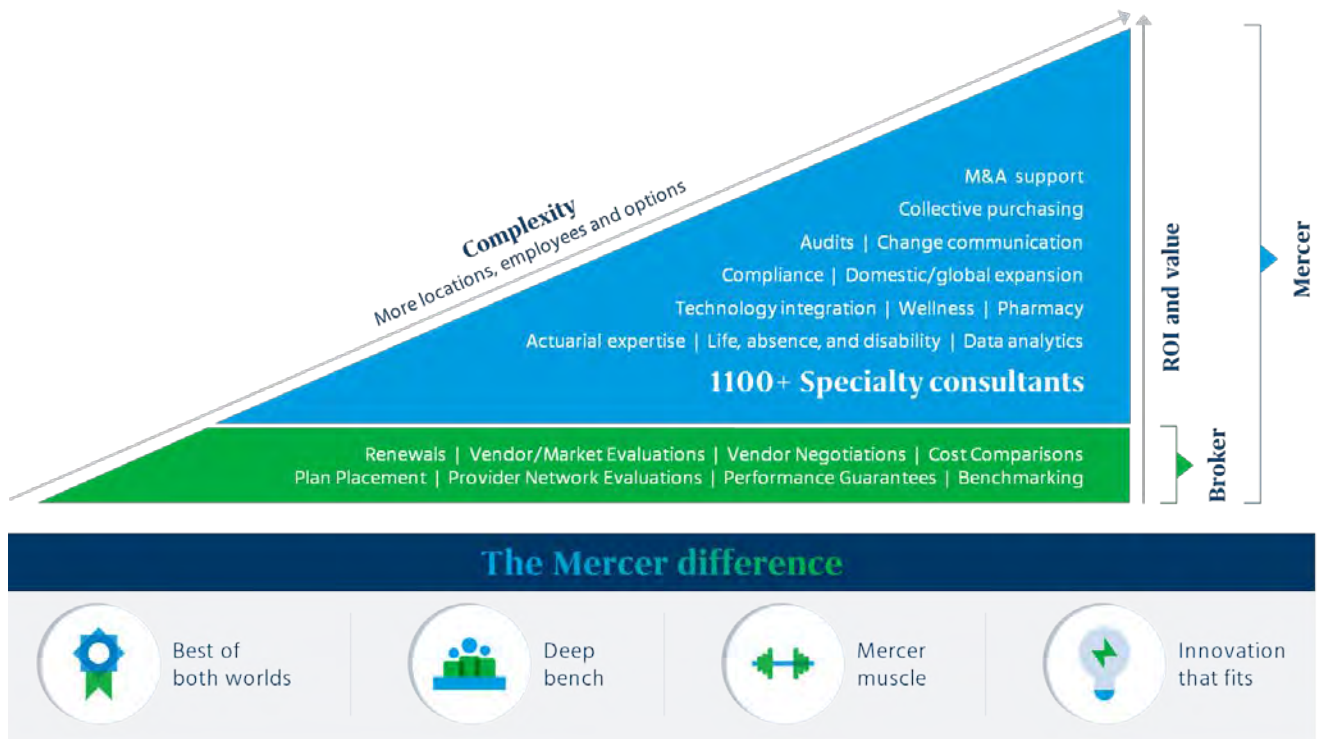 Complexity
More locations, employees and options
M&A support
Collective purchasing
Audits | Change communication
Compliance | Domestic/global expansion
Technology integration | Wellness | Pharmacy
Actuarial expertise | Life, absence, and disability | Data analytics
1100+ Specialty consultants
Renewals | Vendor/Market Evaluations | Vendor Negotiations | Cost Comparisons
Plan Placement | Provider Network Evaluations | Performance Guarantees | Benchmarking
ROI and value
Broker
Mercer
The Mercer difference
Best of
both worlds
Deep
bench
Mercer
muscle
Innovation
that fits